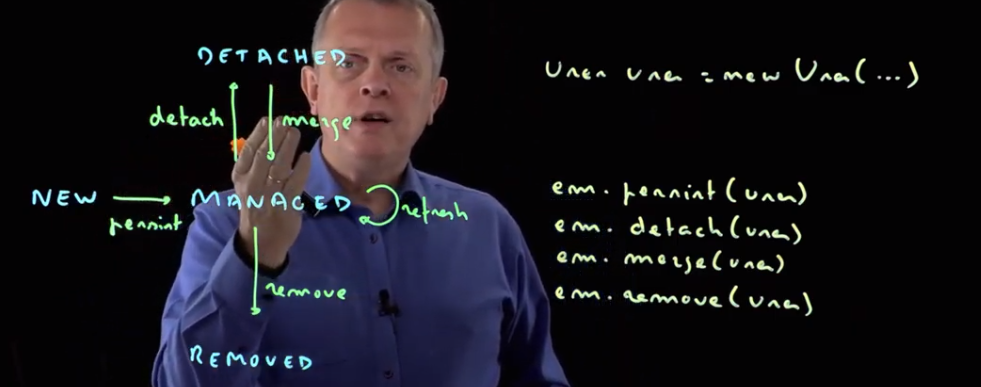 DETACHED
detach
merge
NEW
persist
MANAGED
refresh
remove
REMOVED
User user = new User(...)
em. persist(user)
em. detach(user)
em. merge(user)
em. remove(user)